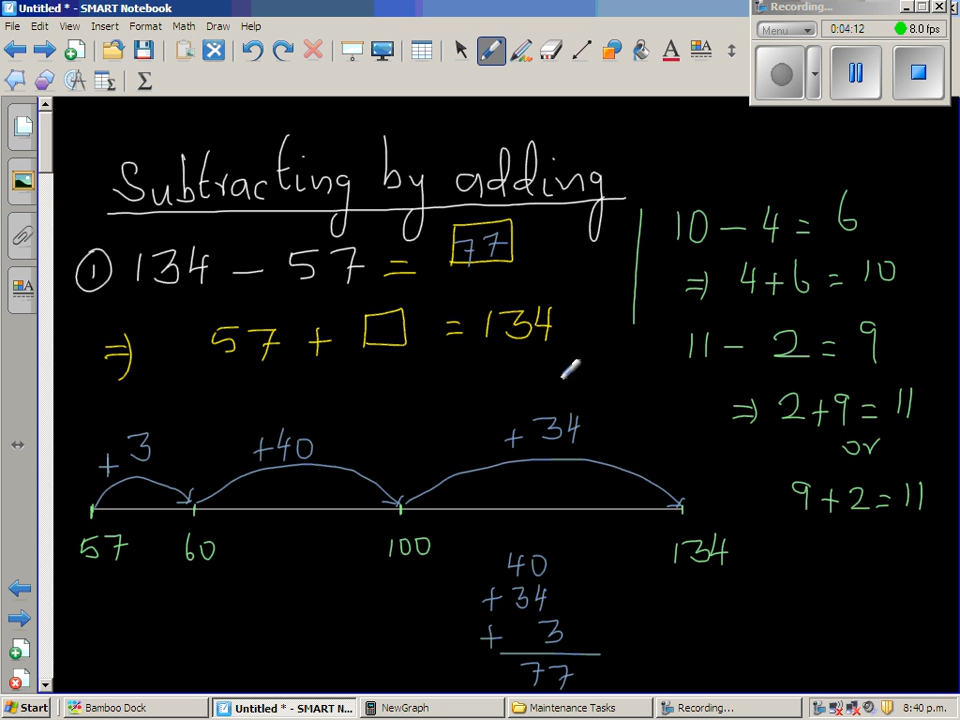 Untitled * - SMART Notebook
File Edit View Insert Format Math Draw Help
Recording...
Menu
0:04:12
8.0 fps
Subtracting by adding
① 134 - 57 = 77
⇒ 57 + □ = 134
10 - 4 = 6
⇒ 4 + 6 = 10
11 - 2 = 9
⇒ 2 + 9 = 11
or
9 + 2 = 11
+ 3 +40 + 34
57 60 100 134
40
+ 34
+ 3
77
Start Bamboo Dock Untitled * - SMART N... NewGraph Maintenance Tasks Recording... 8:40 p.m.